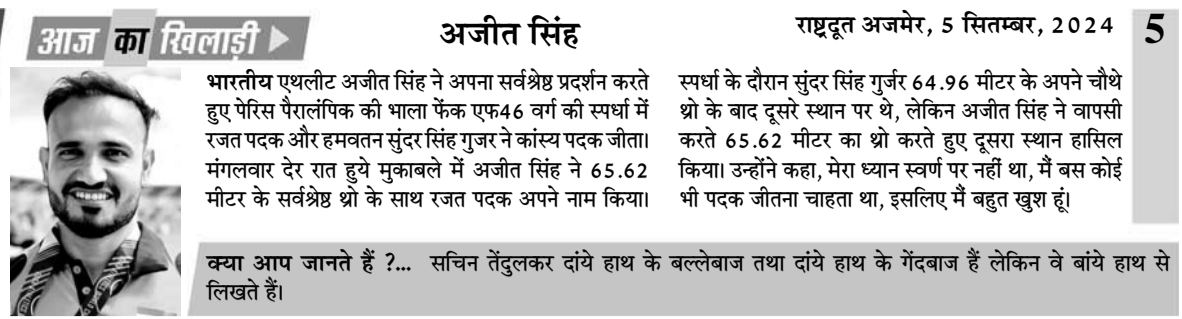 आज का खिलाड़ी
अजीत सिंह
राष्ट्रदूत अजमेर, 5 सितम्बर, 2024
5
भारतीय एथलीट अजीत सिंह ने अपना सर्वश्रेष्ठ प्रदर्शन करते
हुए पेरिस पैरालंपिक की भाला फेंक एफ46 वर्ग की स्पर्धा में
रजत पदक और हमवतन सुंदर सिंह गुजर ने कांस्य पदक जीता।
मंगलवार देर रात हुये मुकाबले में अजीत सिंह ने 65.62
मीटर के सर्वश्रेष्ठ थ्रो के साथ रजत पदक अपने नाम किया।
स्पर्धा के दौरान सुंदर सिंह गुर्जर 64.96 मीटर के अपने चौथे
थ्रो के बाद दूसरे स्थान पर थे, लेकिन अजीत सिंह ने वापसी
करते 65.62 मीटर का थ्रो करते हुए दूसरा स्थान हासिल
किया। उन्होंने कहा, मेरा ध्यान स्वर्ण पर नहीं था, मैं बस कोई
भी पदक जीतना चाहता था, इसलिए मैं बहुत खुश हूं।
क्या आप जानते हैं ?... सचिन तेंदुलकर दांये हाथ के बल्लेबाज तथा दांये हाथ के गेंदबाज हैं लेकिन वे बांये हाथ से
लिखते हैं।